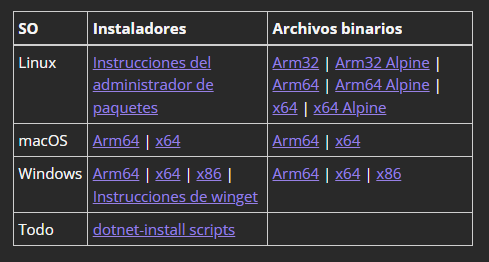 SO Instaladores Archivos binarios
Linux Instrucciones del Arm32 | Arm32 Alpine |
administrador de Arm64 | Arm64 Alpine |
paquetes x64 | x64 Alpine
macOS Arm64 | x64 Arm64 | x64
Windows Arm64 | x64 | x86 | Arm64 | x64 | x86
Instrucciones de winget
Todo dotnet-install scripts